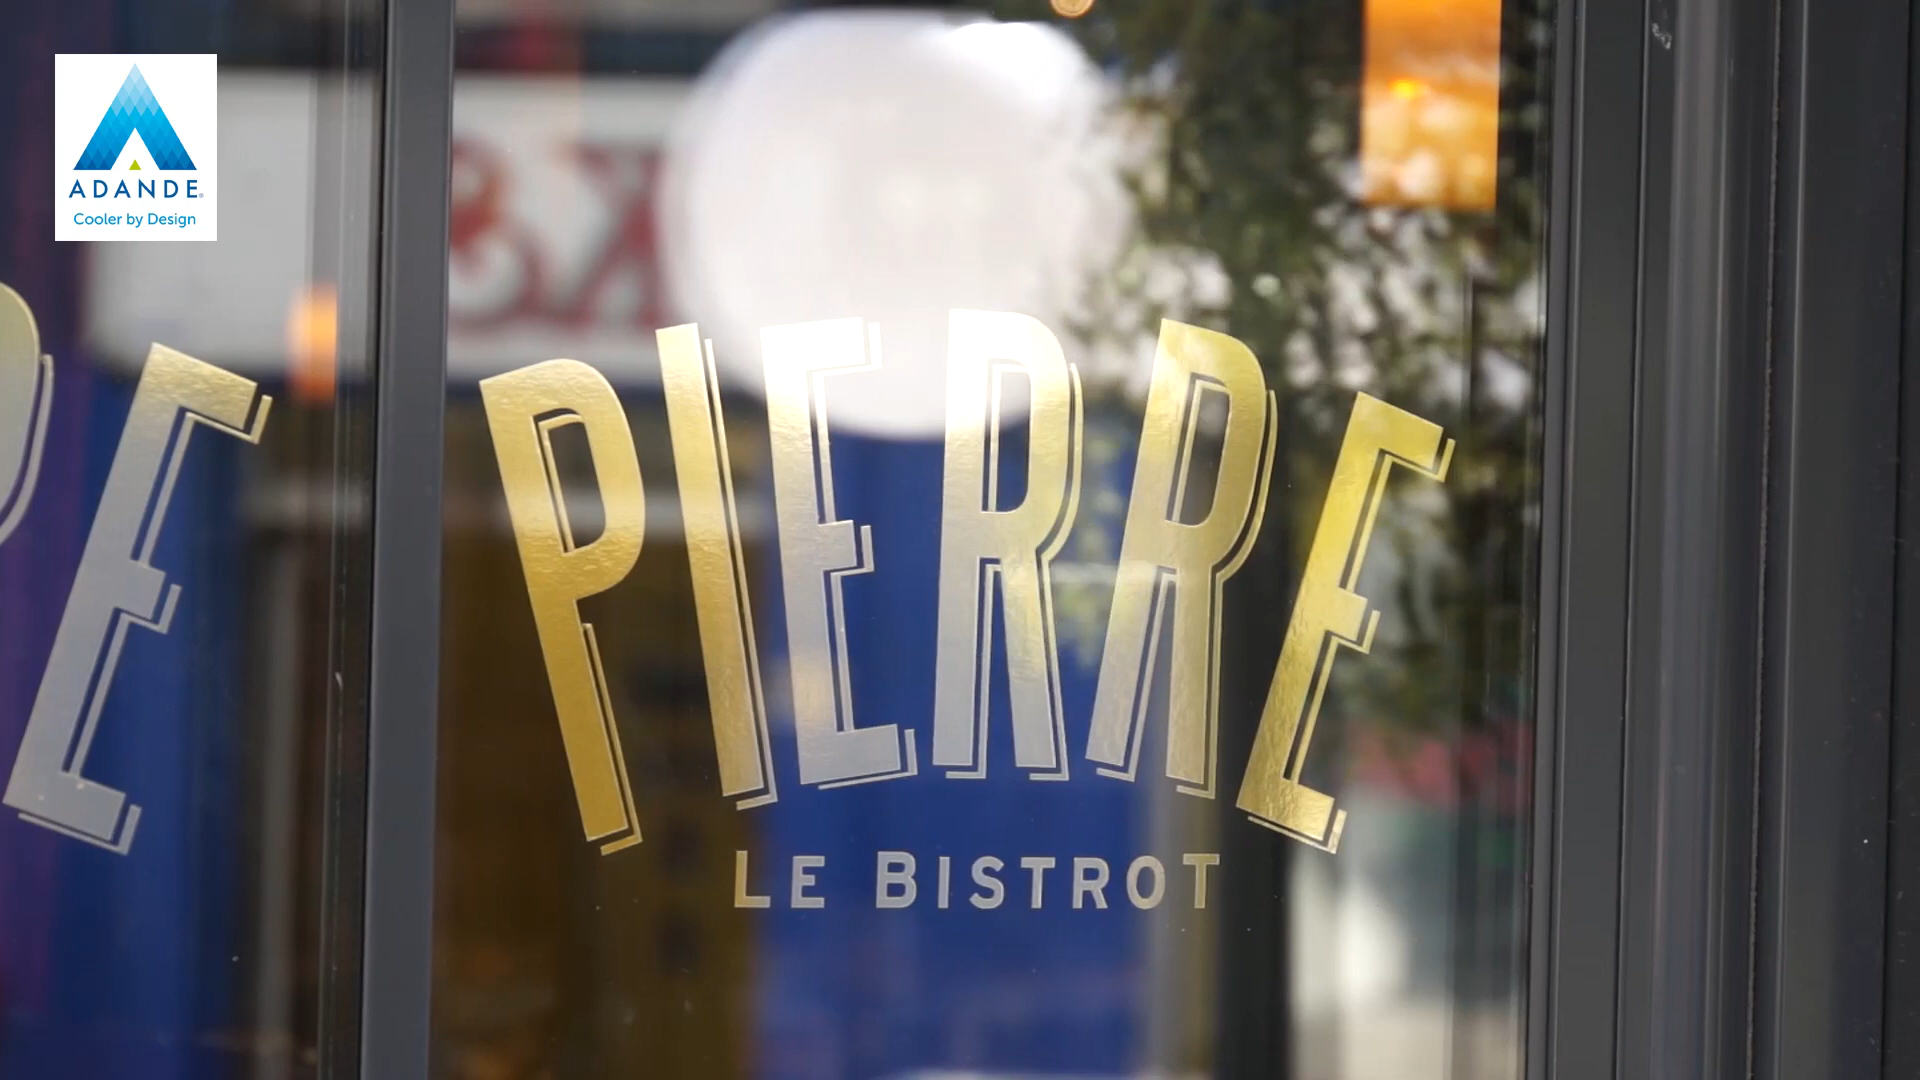 ADANDE®
Cooler by Design
PIERRE
LE BISTROT
E